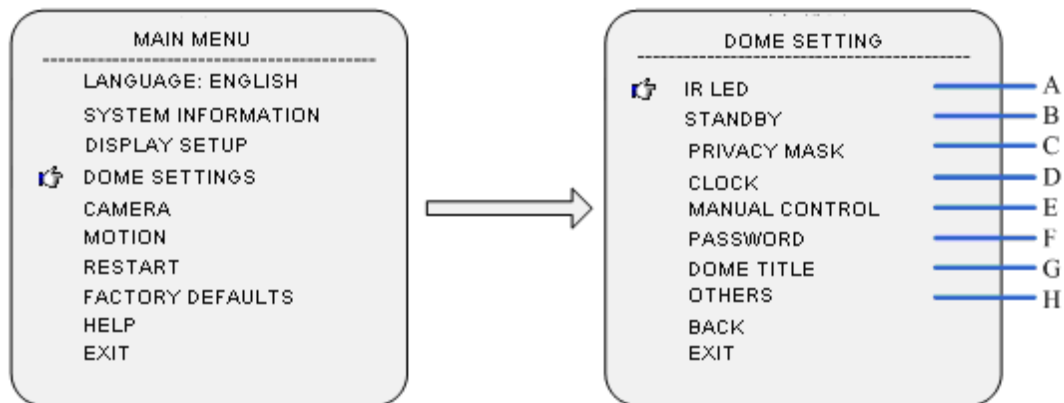 MAIN MENU
LANGUAGE: ENGLISH
SYSTEM INFORMATION
DISPLAY SETUP
DOME SETTINGS
CAMERA
MOTION
RESTART
FACTORY DEFAULTS
HELP
EXIT
DOME SETTING
IR LED A
STANDBY B
PRIVACY MASK C
CLOCK D
MANUAL CONTROL E
PASSWORD F
DOME TITLE G
OTHERS H
BACK
EXIT